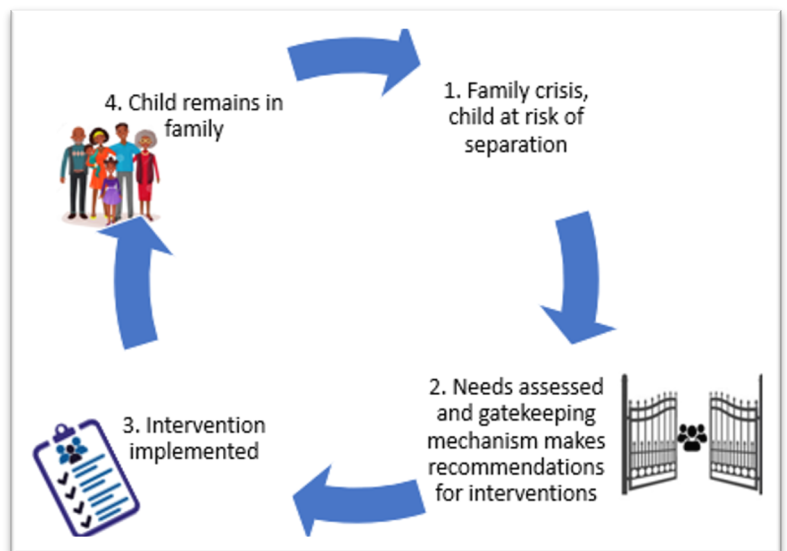 1. Family crisis,
child at risk of
separation
2. Needs assessed
and gatekeeping
mechanism makes
recommendations
for interventions
3. Intervention
implemented
4. Child remains in
family